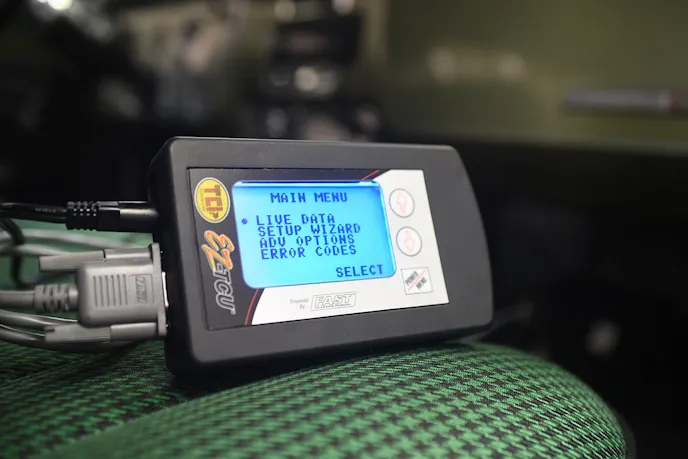 MAIN MENU
LIVE DATA
SETUP WIZARD
ADV OPTIONS
ERROR CODES
SELECT
TCI
EZ-TCU
Powered By FAST